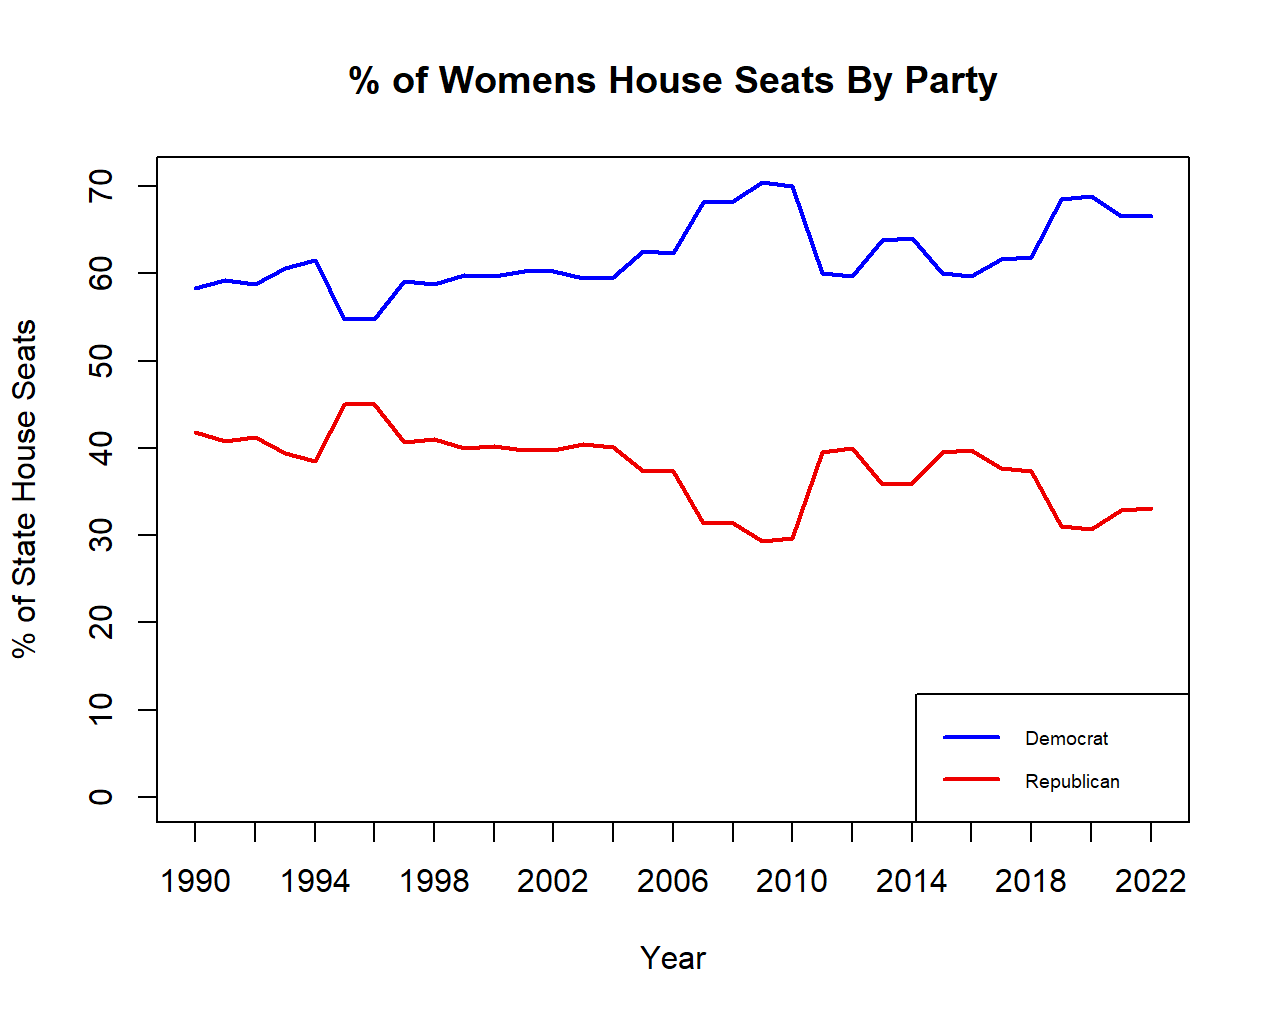 % of Womens House Seats By Party
% of State House Seats
70
60
50
40
30
20
10
0
Democrat
Republican
1990 1994 1998 2002 2006 2010 2014 2018 2022
Year